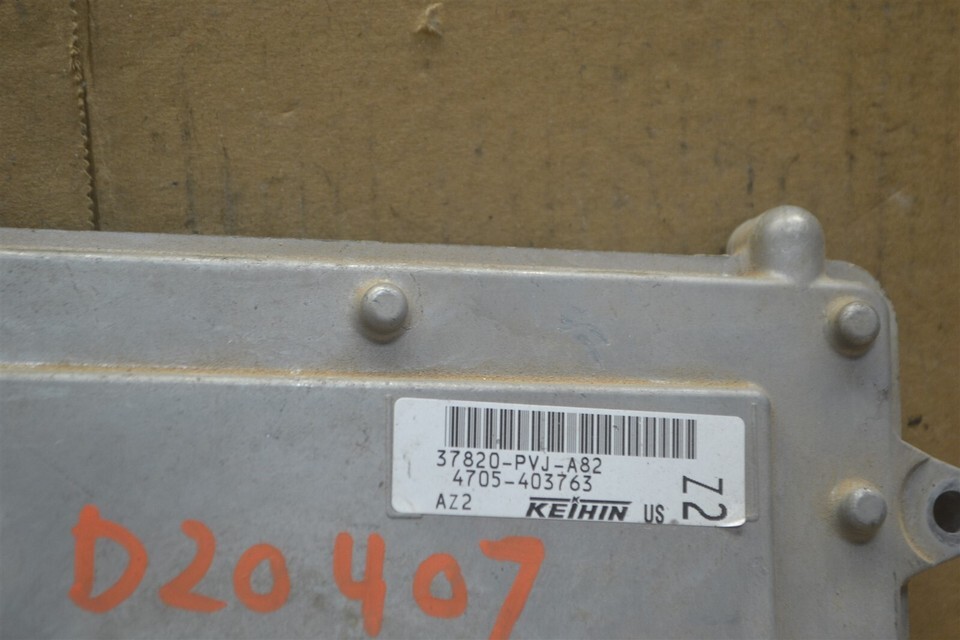 37820-PVJ-A82
4705-403763
AZ2
KEIHIN
US
Z2
D20407